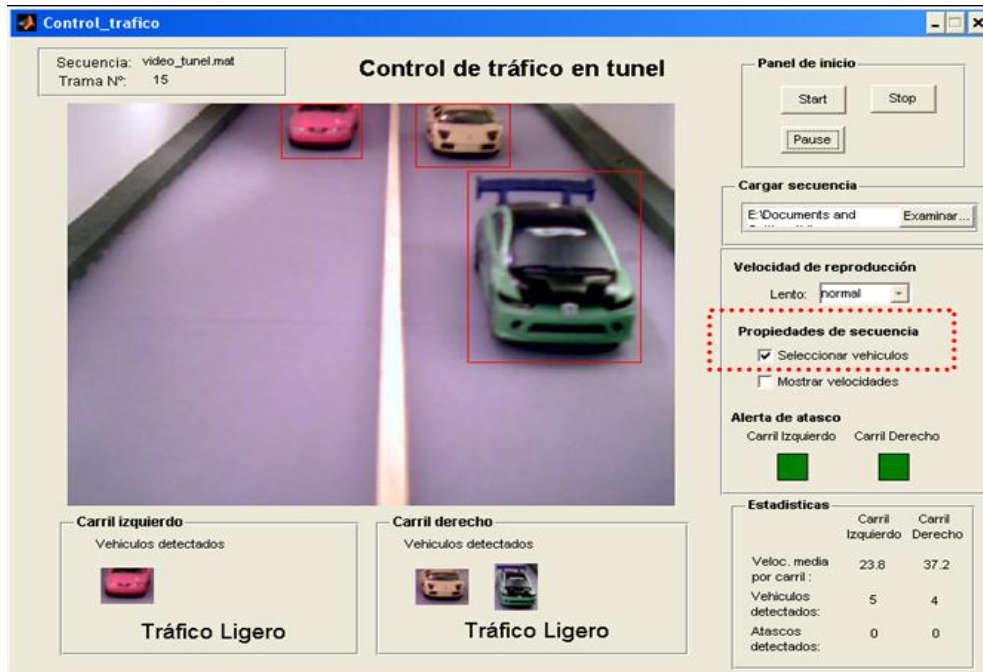 Control_trafico
Secuencia: video_tunel.mat
Trama Nº: 15
Control de tráfico en tunel
Panel de inicio
Start Stop
Pause
Cargar secuencia
E:\Documents and Examinar...
Velocidad de reproducción
Lento: normal
Propiedades de secuencia
Seleccionar vehiculos
Mostrar velocidades
Alerta de atasco
Carril Izquierdo Carril Derecho
Carril izquierdo
Vehiculos detectados
Tráfico Ligero
Carril derecho
Vehiculos detectados
Tráfico Ligero
Estadisticas
Carril Carril
Izquierdo Derecho
Veloc. media
por carril : 23.8 37.2
Vehiculos
detectados: 5 4
Atascos
detectados: 0 0